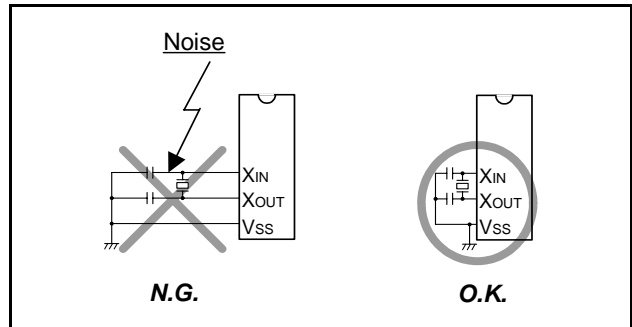 Noise
XIN
XOUT
VSS
N.G.
XIN
XOUT
VSS
O.K.